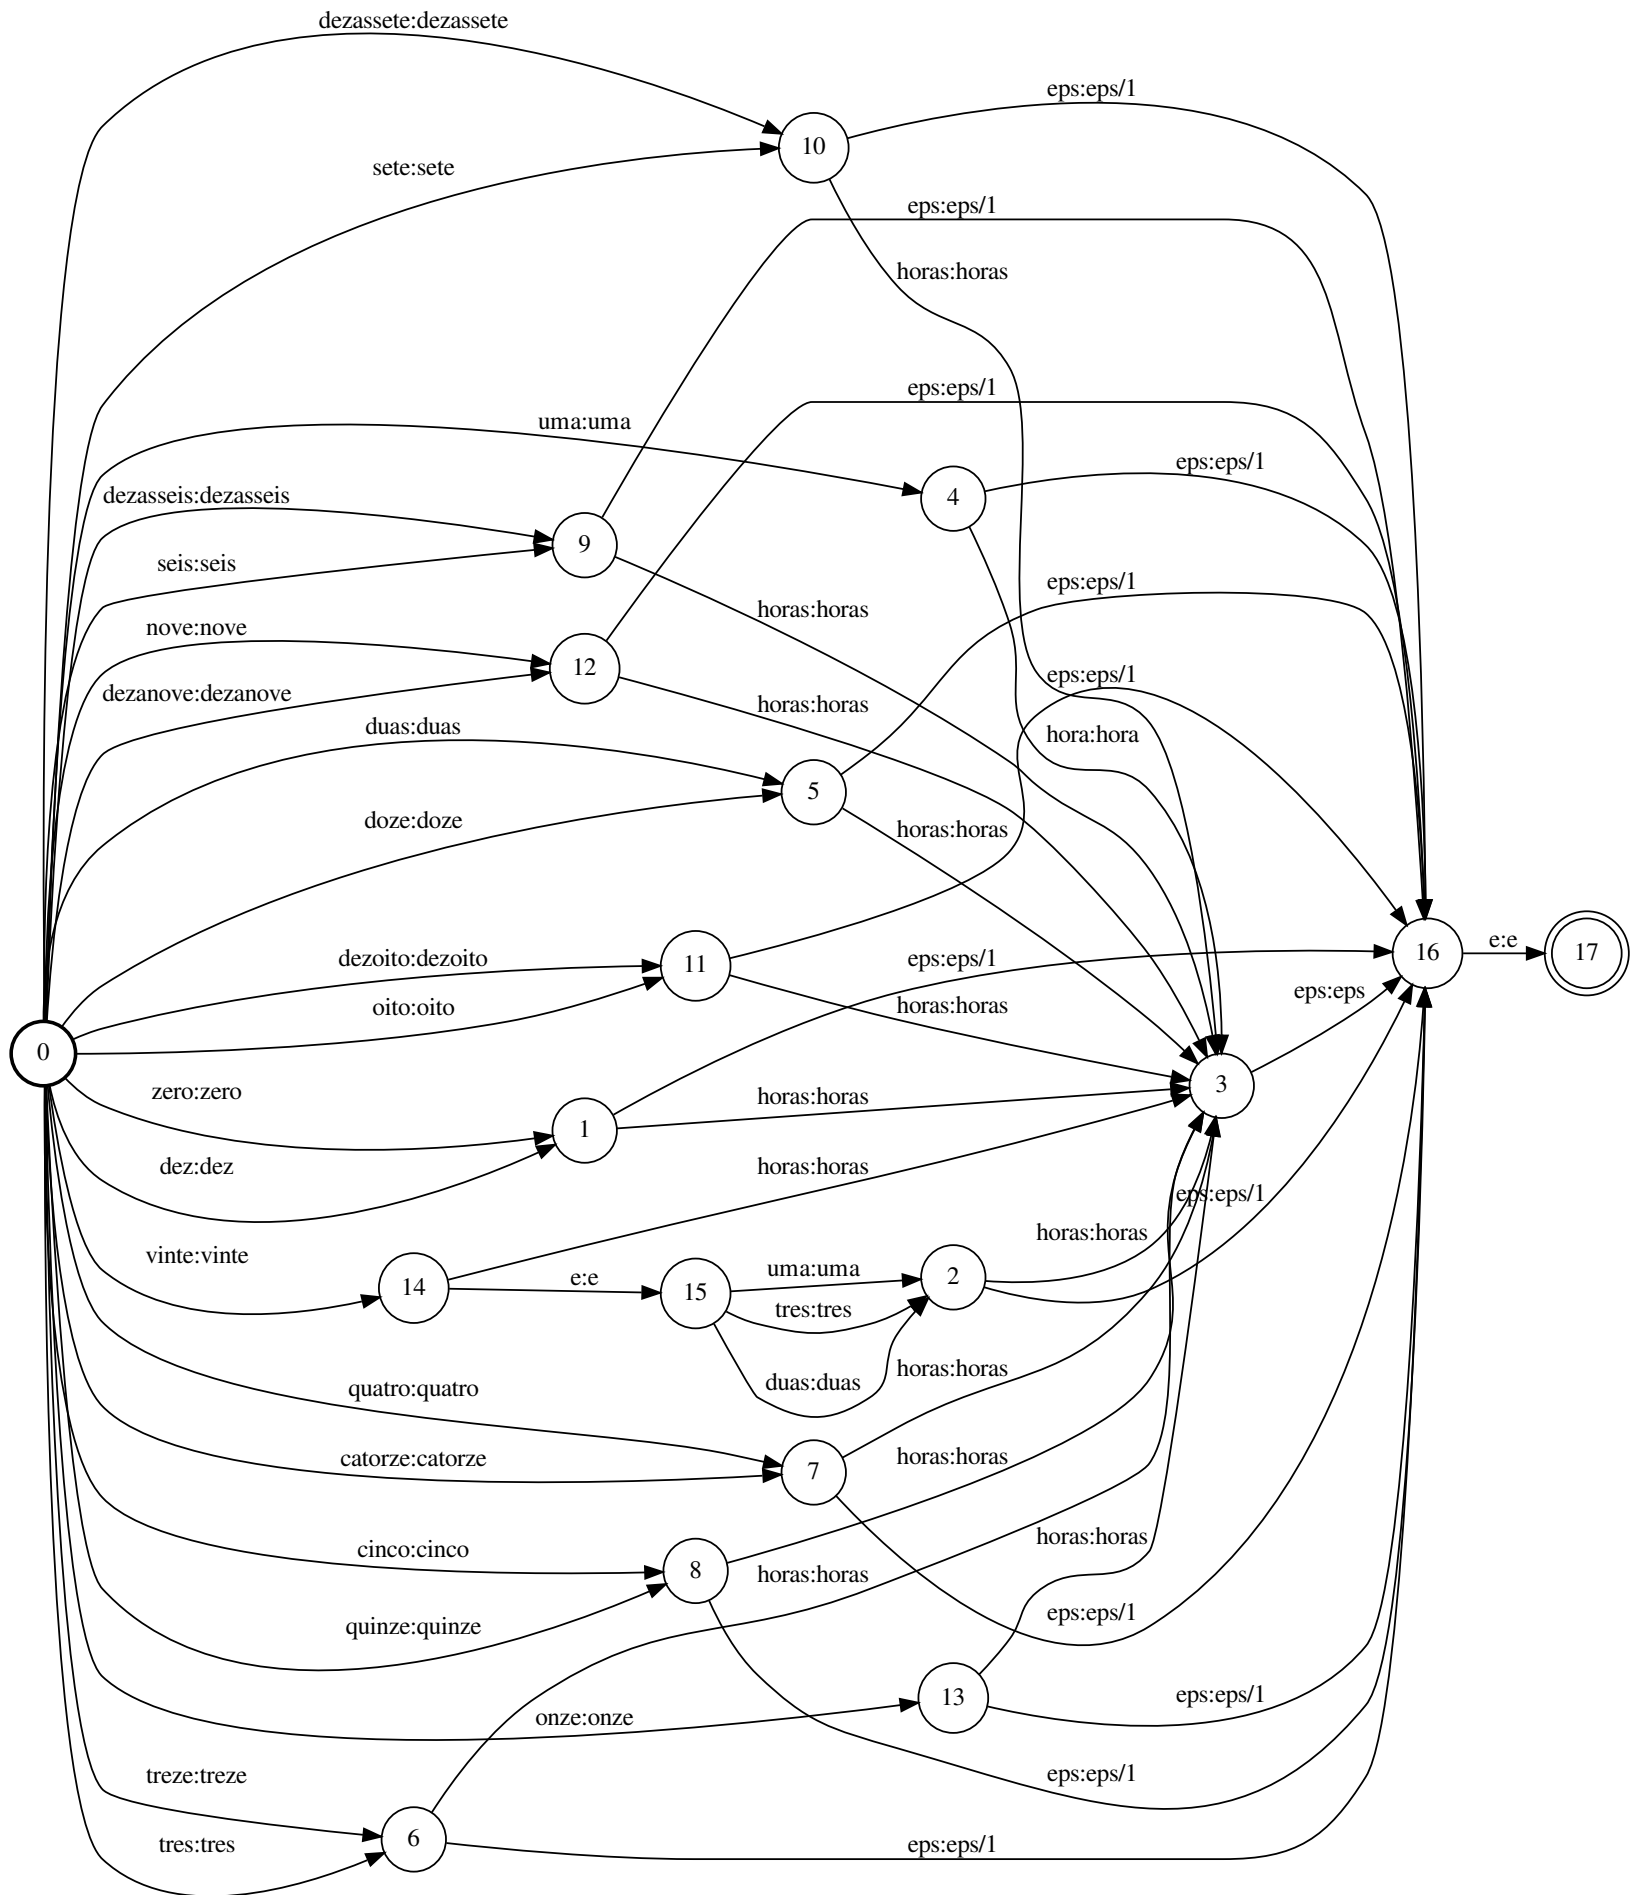 dezassete:dezassete
eps:eps/1
10
sete:sete
eps:eps/1
horas:horas
eps:eps/1
uma:uma
eps:eps/1
dezasseis:dezasseis
4
9
seis:seis
eps:eps/1
horas:horas
nove:nove
12
eps:eps/1
dezanove:dezanove
horas:horas
duas:duas
hora:hora
5
doze:doze
horas:horas
e:e
16
17
dezoito:dezoito
11
eps:eps/1
eps:eps
oito:oito
horas:horas
0
3
zero:zero
horas:horas
1
dez:dez
horas:horas
eps:eps/1
horas:horas
vinte:vinte
uma:uma
2
e:e
14
15
tres:tres
duas:duas
horas:horas
quatro:quatro
catorze:catorze
horas:horas
7
horas:horas
cinco:cinco
8
horas:horas
eps:eps/1
quinze:quinze
eps:eps/1
13
onze:onze
treze:treze
eps:eps/1
6
tres:tres
eps:eps/1